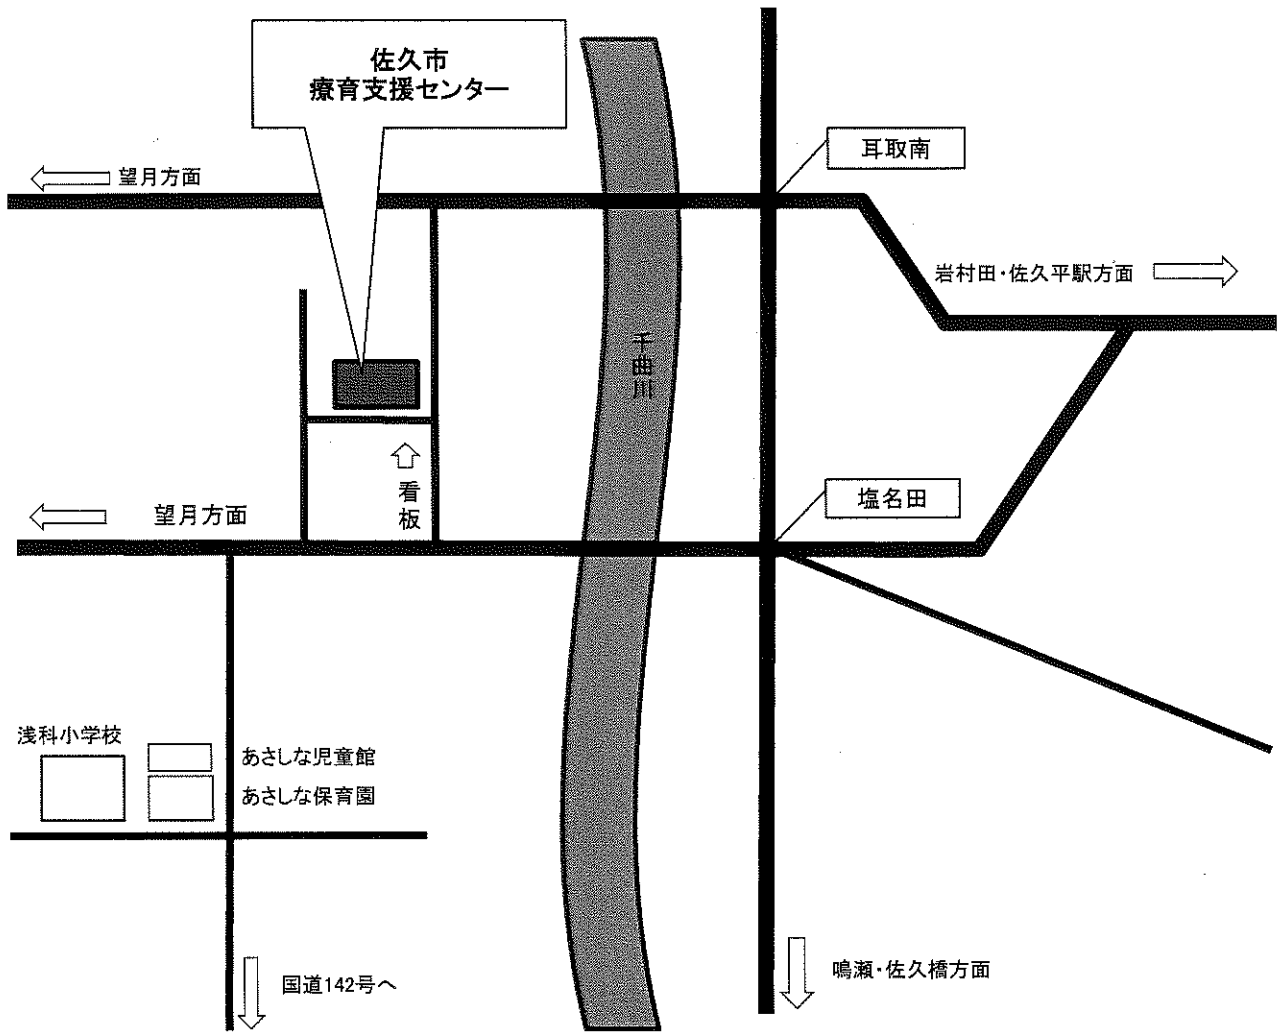 佐久市
療育支援センター
耳取南
望月方面
岩村田・佐久平駅方面
千曲川
塩名田
看板
望月方面
浅科小学校
あさしな児童館
あさしな保育園
鳴瀬・佐久橋方面
国道142号へ